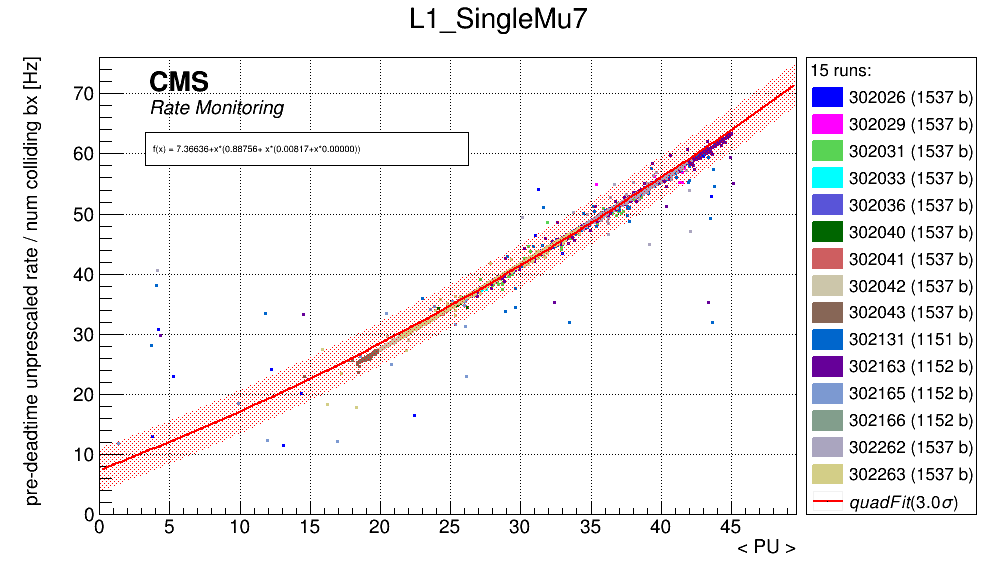 L1_SingleMu7
pre-deadtime unprescaled rate / num colliding bx [Hz]
CMS
Rate Monitoring
f(x) = 7.36636+x*(0.88756+ x*(0.00817+x*0.00000))
70
60
50
40
30
20
10
0
0 5 10 15 20 25 30 35 40 45
< PU >
15 runs:
302026 (1537 b)
302029 (1537 b)
302031 (1537 b)
302033 (1537 b)
302036 (1537 b)
302040 (1537 b)
302041 (1537 b)
302042 (1537 b)
302043 (1537 b)
302131 (1151 b)
302163 (1152 b)
302165 (1152 b)
302166 (1152 b)
302262 (1537 b)
302263 (1537 b)
quadFit(3.0σ)